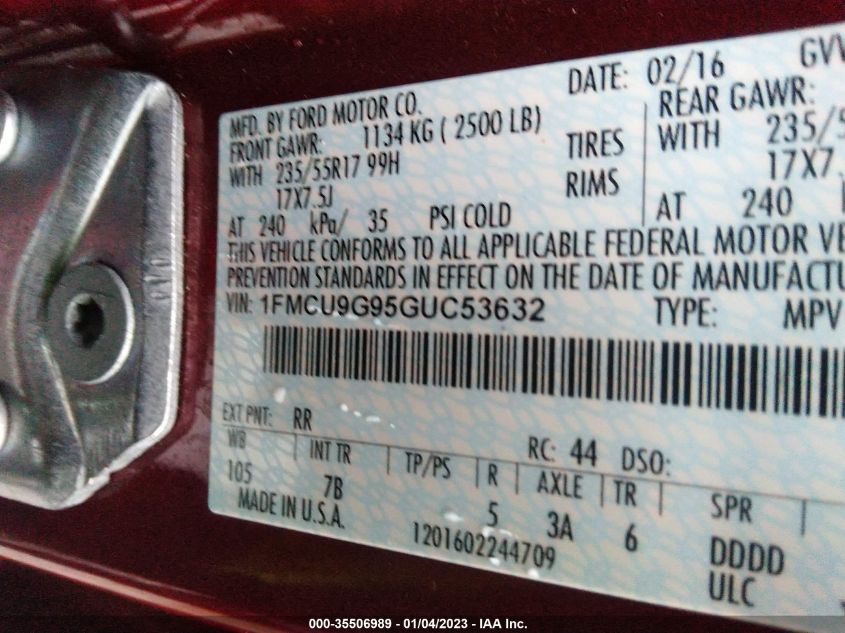 DATE: 02/16 GVV
MFD. BY FORD MOTOR CO.
FRONT GAWR: 1134 KG ( 2500 LB) REAR GAWR:
WITH 235/55R17 99H TIRES WITH 235/5
17X7.5J RIMS 17X7.
AT 240 kPa/ 35 PSI COLD AT 240
THIS VEHICLE CONFORMS TO ALL APPLICABLE FEDERAL MOTOR VE
PREVENTION STANDARDS IN EFFECT ON THE DATE OF MANUFACTU
VIN: 1FMCU9G95GUC53632 TYPE: MPV
EXT PNT: RR RC: 44 DSO:
WB INT TR TP/PS R AXLE TR SPR
105 7B 5 3A 6 DDDD
MADE IN U.S.A. 1201602244709 ULC
000-35506989 - 01/04/2023 - IAA Inc.